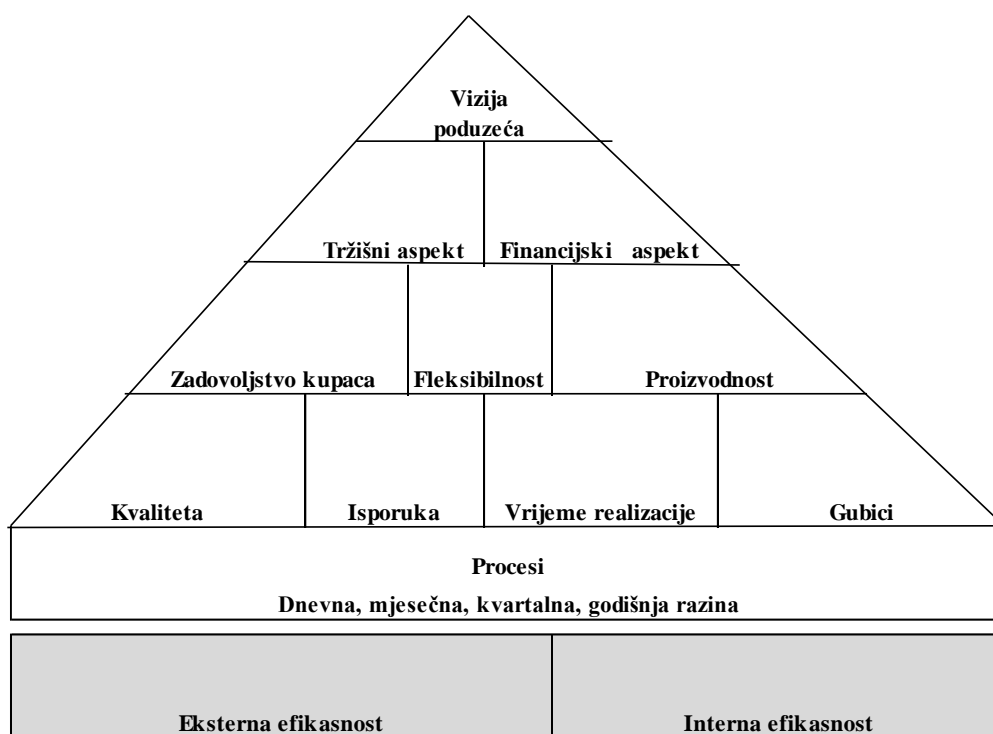 Vizija
poduzeća
Tržišni aspekt
Financijski aspekt
Zadovoljstvo kupaca
Fleksibilnost
Proizvodnost
Kvaliteta
Isporuka
Vrijeme realizacije
Gubici
Procesi
Dnevna, mjesečna, kvartalna, godišnja razina
Eksterna efikasnost
Interna efikasnost